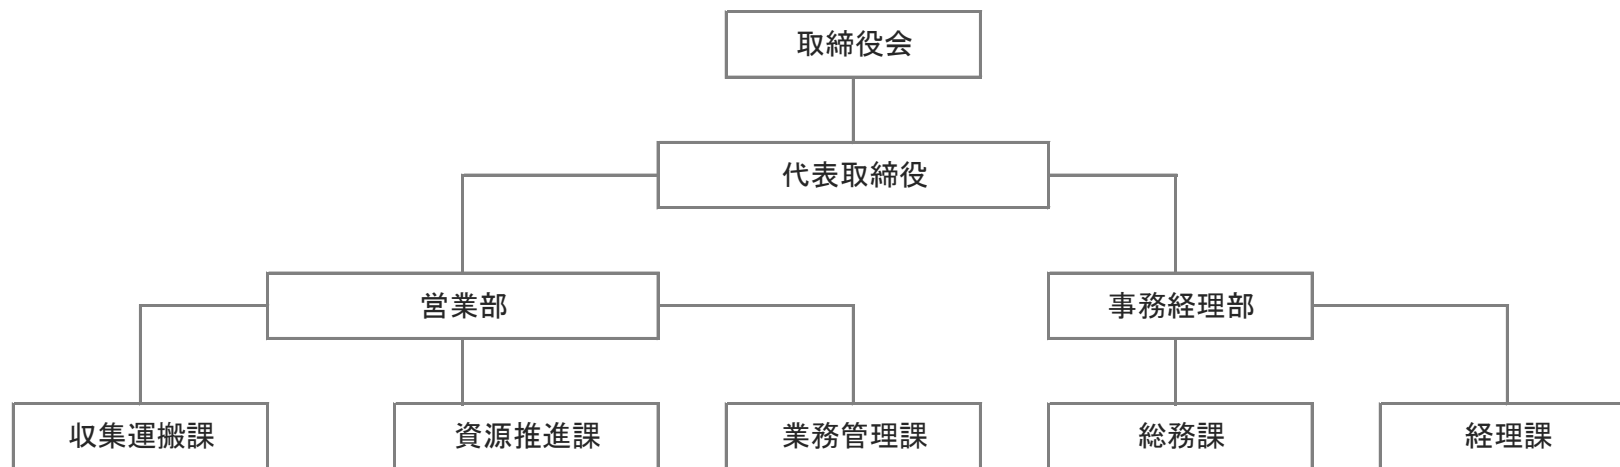 取締役会
代表取締役
営業部
事務経理部
収集運搬課
資源推進課
業務管理課
総務課
経理課